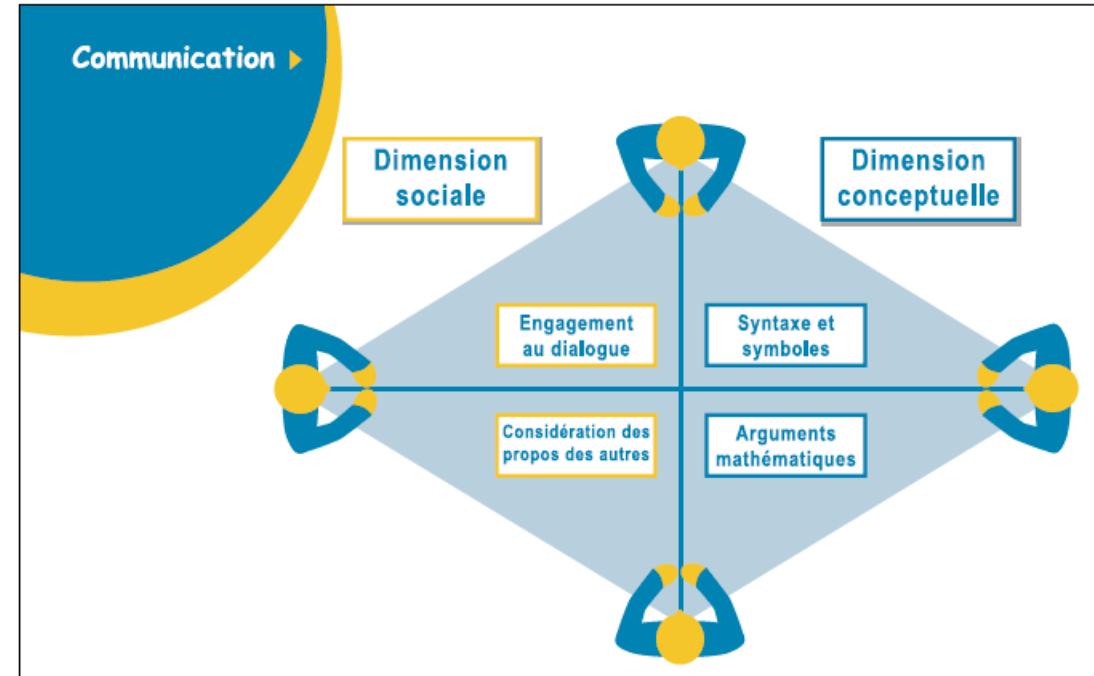 Communication
Dimension
sociale
Dimension
conceptuelle
Engagement
au dialogue
Syntaxe et
symboles
Considération des
propos des autres
Arguments
mathématiques